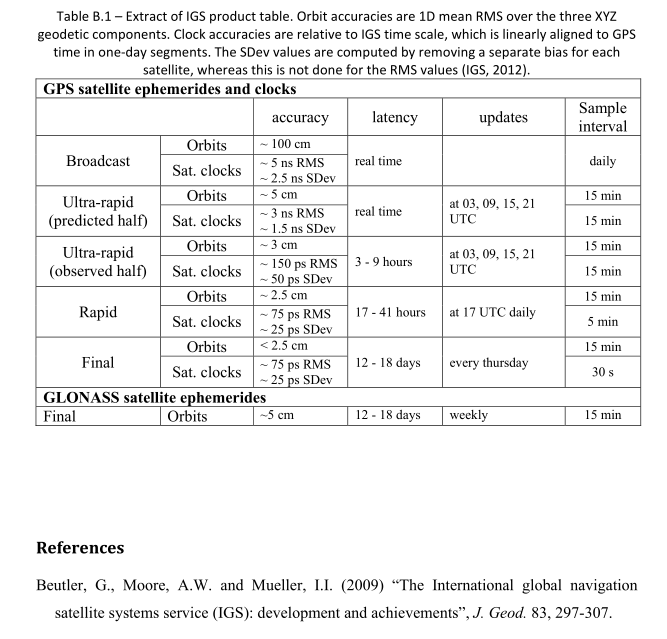 Table B.1 – Extract of IGS product table. Orbit accuracies are 1D mean RMS over the three XYZ
geodetic components. Clock accuracies are relative to IGS time scale, which is linearly aligned to GPS
time in one-day segments. The SDev values are computed by removing a separate bias for each
satellite, whereas this is not done for the RMS values (IGS, 2012).
GPS satellite ephemerides and clocks
accuracy latency updates Sample interval
Broadcast
Orbits ~ 100 cm
Sat. clocks ~ 5 ns RMS
~ 2.5 ns SDev
real time
daily
Ultra-rapid
(predicted half)
Orbits ~ 5 cm
Sat. clocks ~ 3 ns RMS
~ 1.5 ns SDev
real time
at 03, 09, 15, 21
UTC
15 min
15 min
Ultra-rapid
(observed half)
Orbits ~ 3 cm
Sat. clocks ~ 150 ps RMS
~ 50 ps SDev
3 - 9 hours
at 03, 09, 15, 21
UTC
15 min
15 min
Rapid
Orbits ~ 2.5 cm
Sat. clocks ~ 75 ps RMS
~ 25 ps SDev
17 - 41 hours
at 17 UTC daily
15 min
5 min
Final
Orbits < 2.5 cm
Sat. clocks ~ 75 ps RMS
~ 25 ps SDev
12 - 18 days
every thursday
15 min
30 s
GLONASS satellite ephemerides
Final Orbits ~5 cm 12 - 18 days weekly 15 min
References
Beutler, G., Moore, A.W. and Mueller, I.I. (2009) “The International global navigation
satellite systems service (IGS): development and achievements”, J. Geod. 83, 297-307.